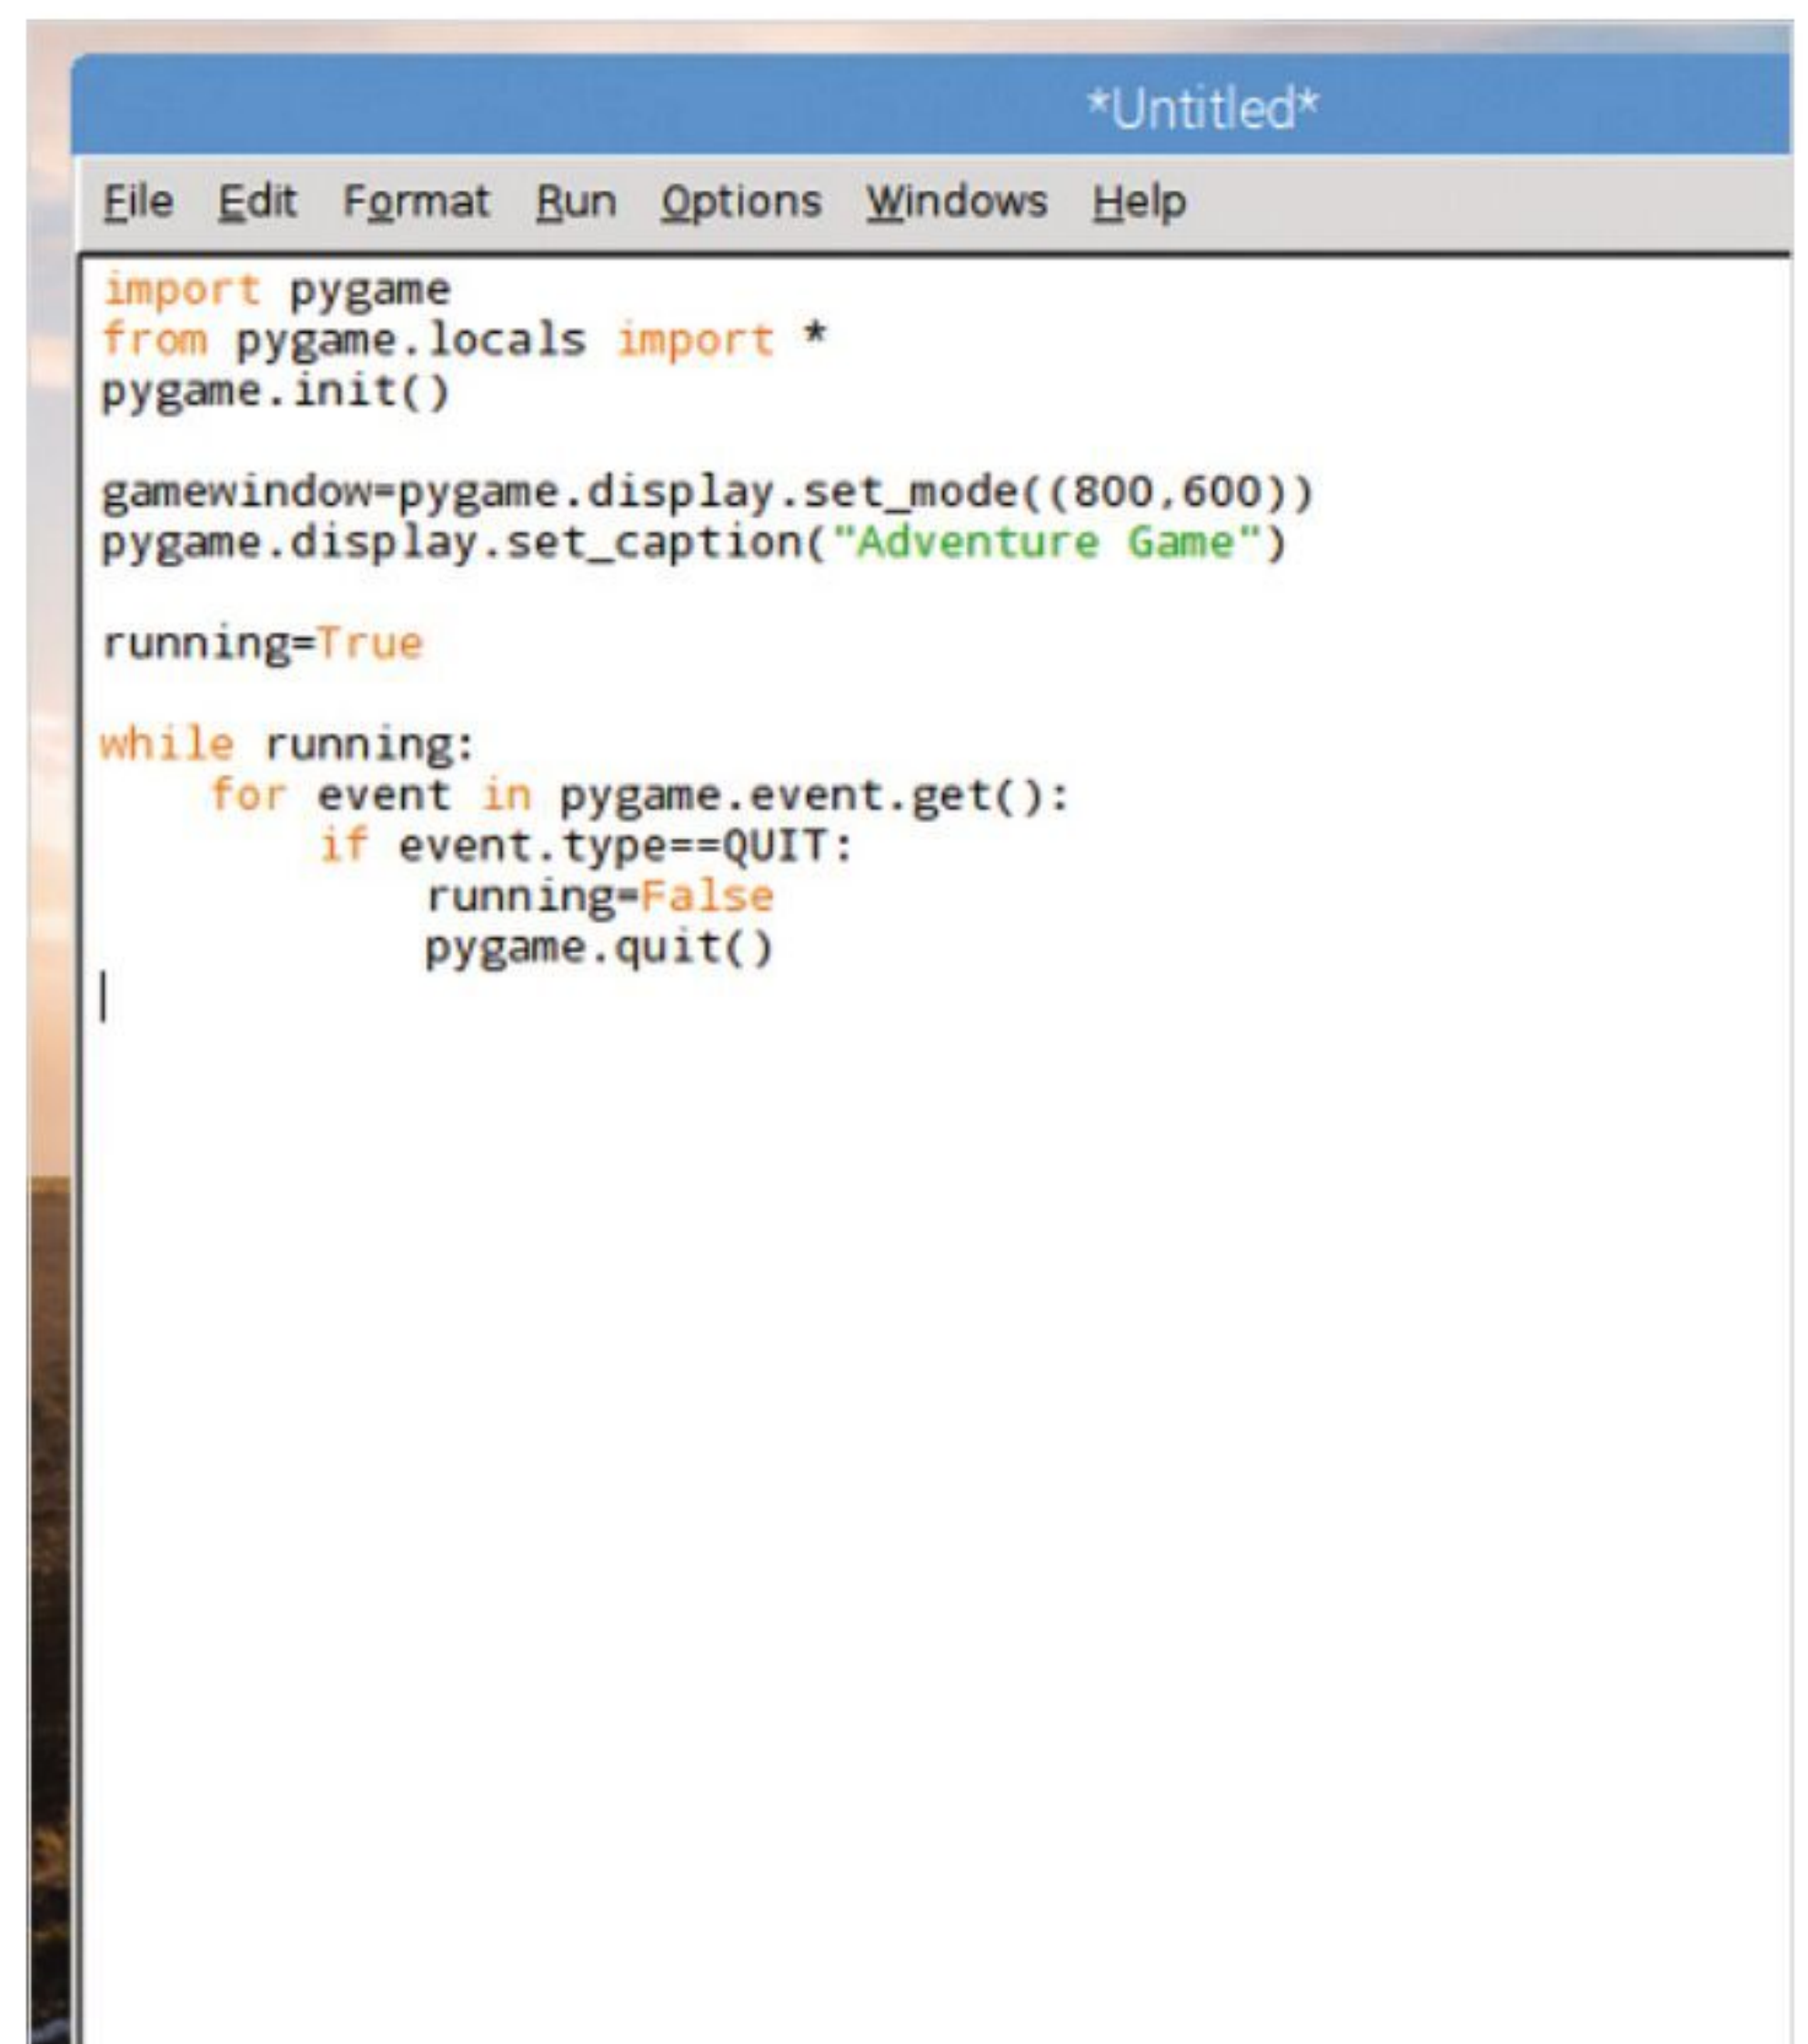 *Untitled*
File Edit Format Run Options Windows Help
import pygame
from pygame.locals import *
pygame.init()

gamewindow=pygame.display.set_mode((800,600))
pygame.display.set_caption("Adventure Game")

running=True

while running:
    for event in pygame.event.get():
        if event.type==QUIT:
            running=False
            pygame.quit()